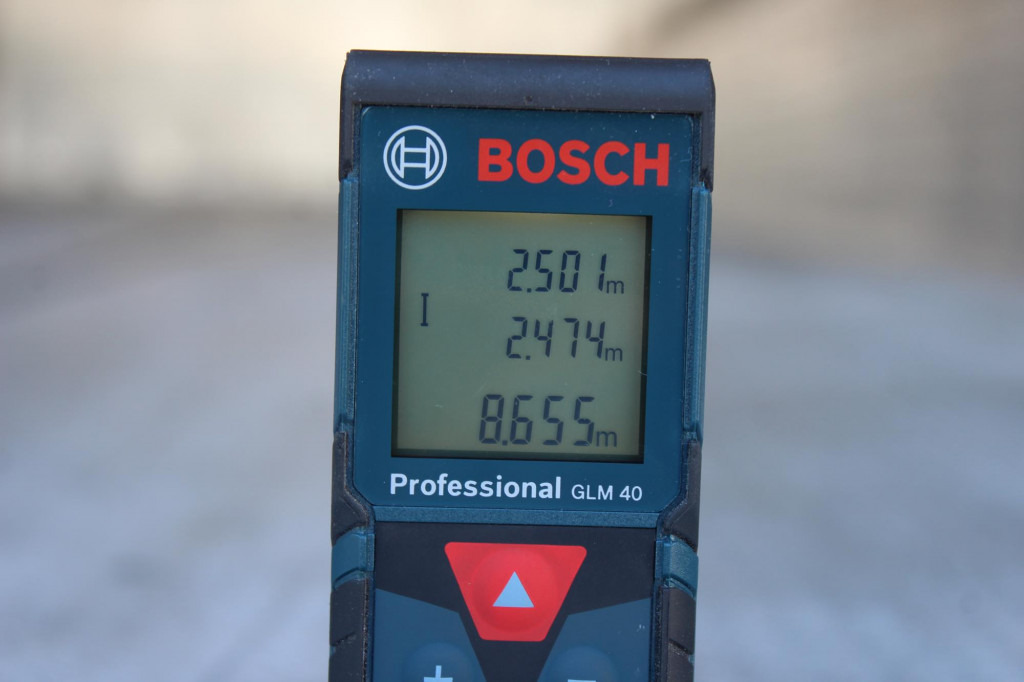 BOSCH
2.501m
2.474m
8.655m
Professional GLM 40
+
-